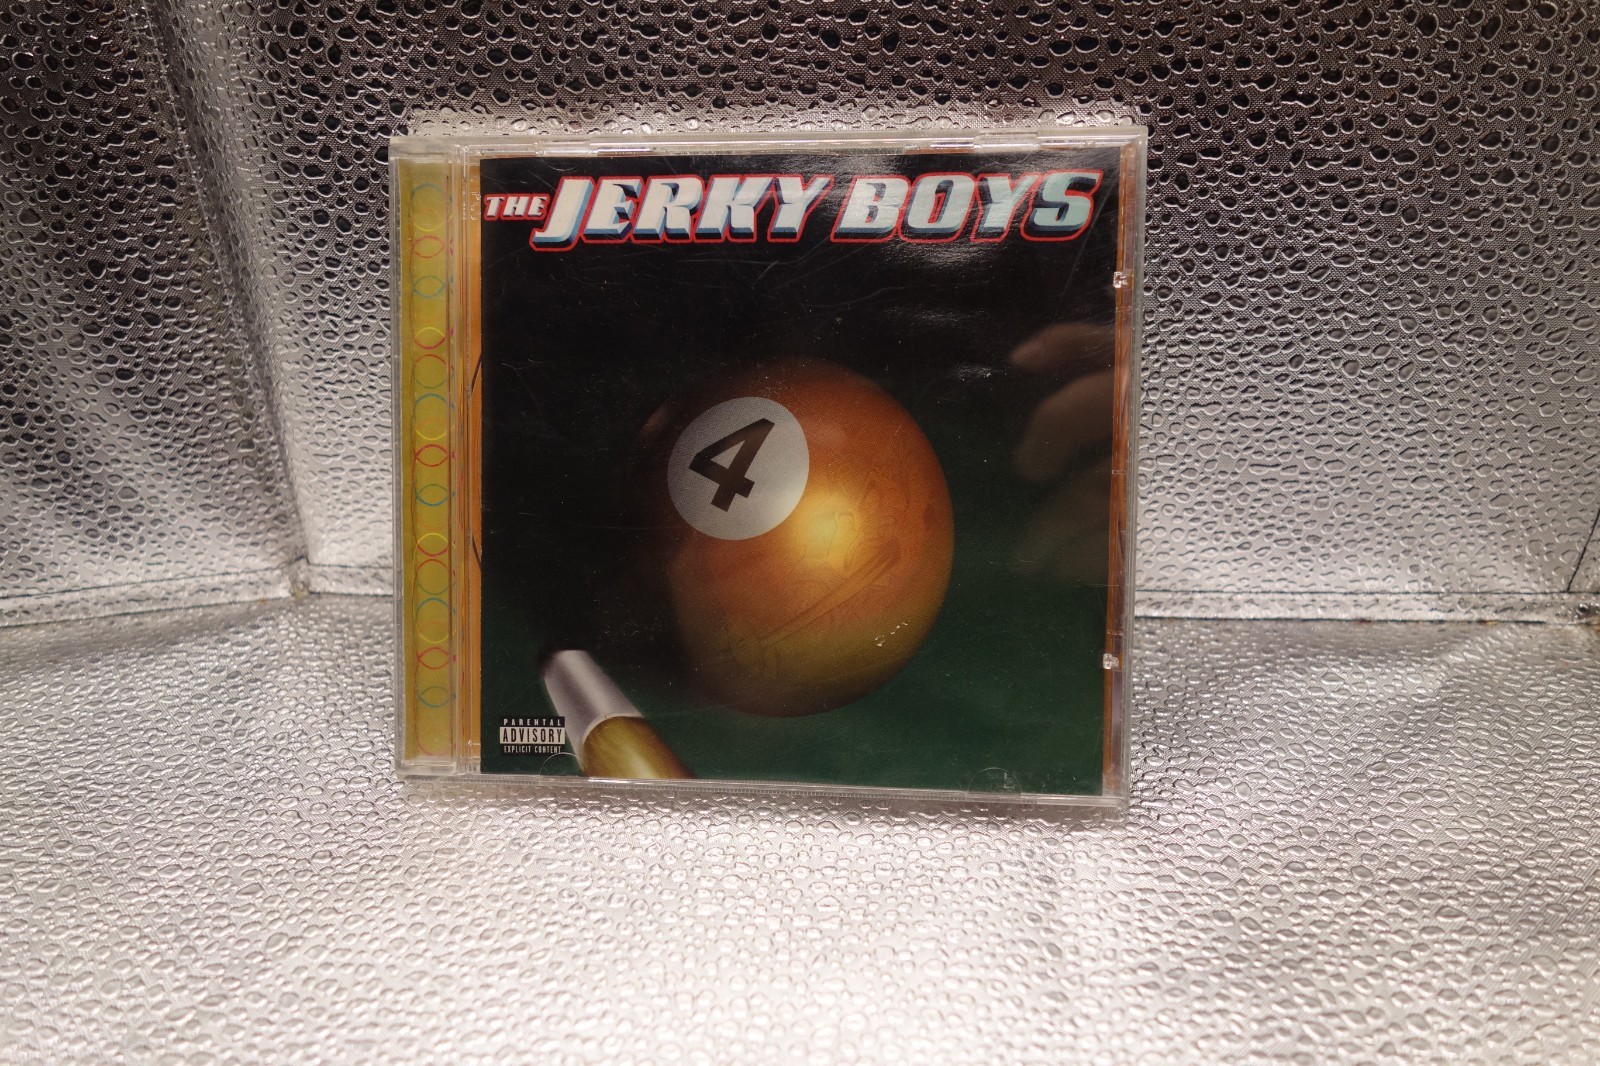 THE JERKY BOYS
4
PARENTAL
ADVISORY
EXPLICIT CONTENT